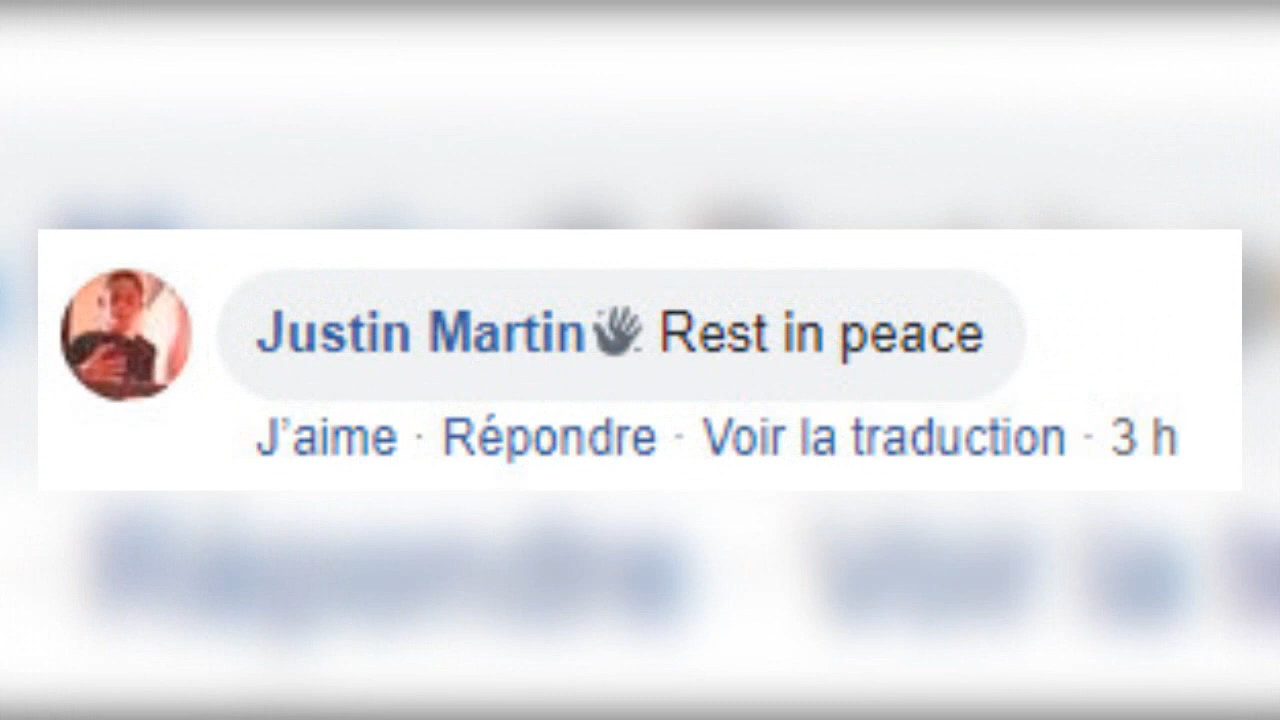 Justin Martin👋 Rest in peace
J'aime · Répondre · Voir la traduction · 3 h